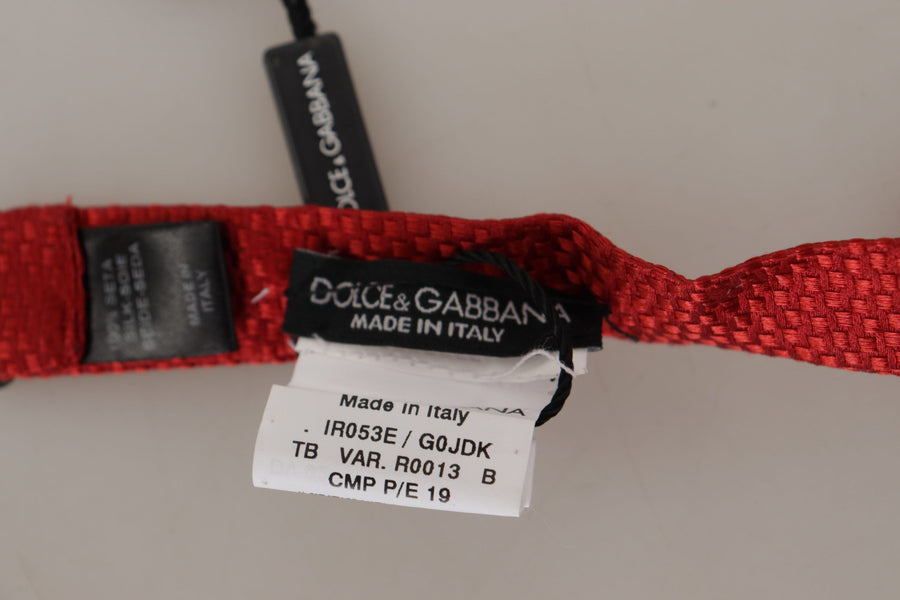 DOLCE & GABBANA
100% SETA
SILK-SOIE
SEIDE-SEDA
MADE IN
ITALY
DOLCE & GABBANA
MADE IN ITALY
Made in Italy
. IR053E / G0JDK
TB VAR. R0013 B
CMP P/E 19